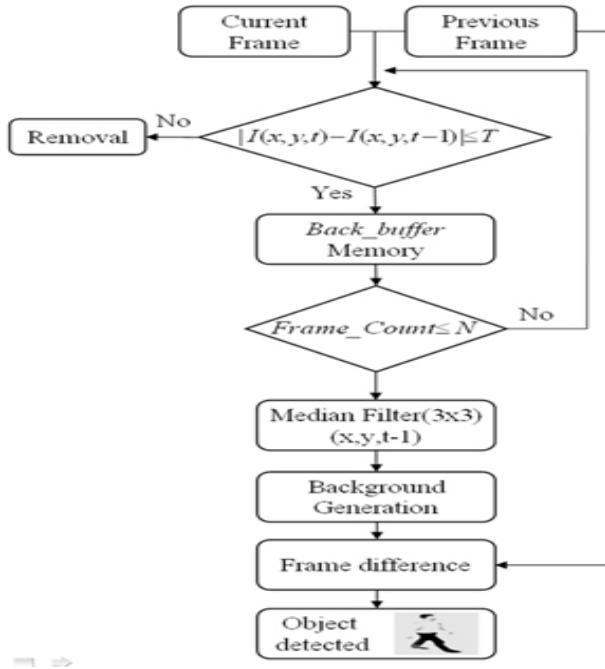 Current
Frame
Previous
Frame
No
Removal
|I(x, y,t)−I(x, y,t−1)|≤T
Yes
Back_buffer
Memory
Frame_Count≤ N
No
Median Filter(3x3)
(x,y,t-1)
Background
Generation
Frame difference
Object
detected